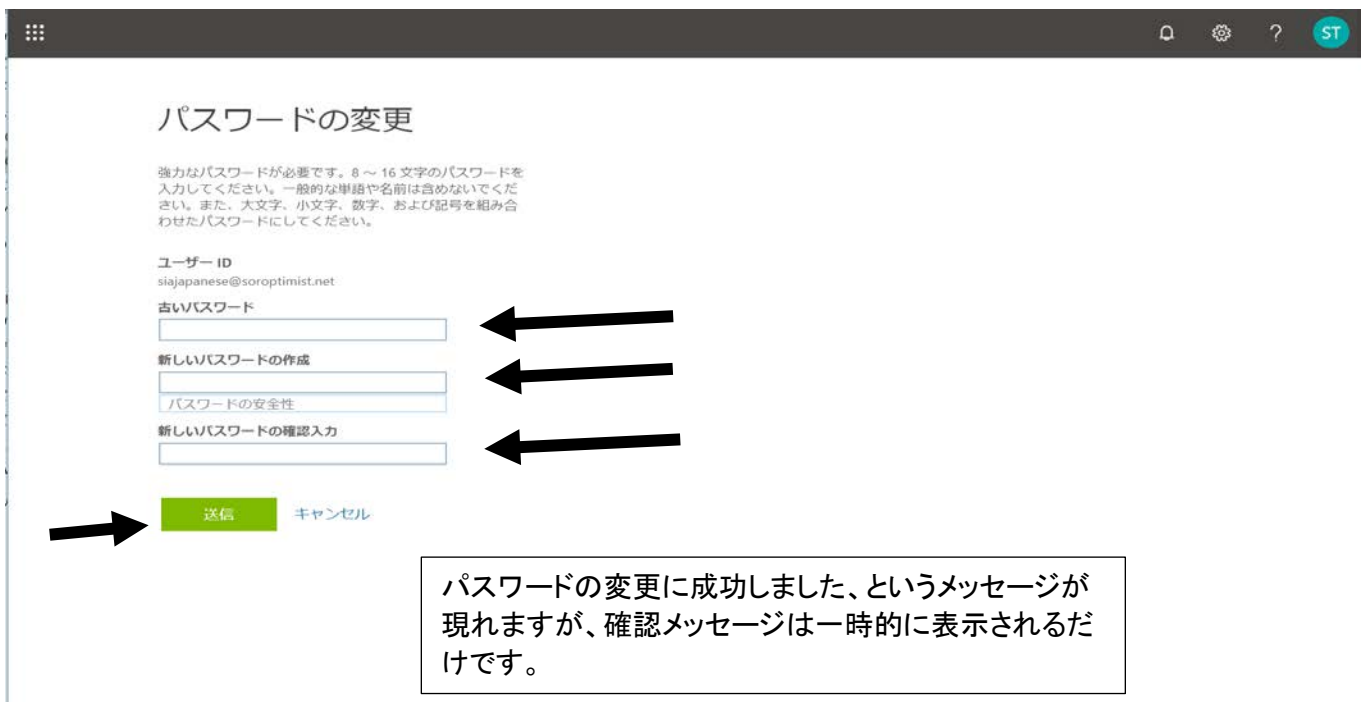 ST
パスワードの変更
強力なパスワードが必要です。8 ～ 16 文字のパスワードを
入力してください。一般的な単語や名前は含めないでくだ
さい。また、大文字、小文字、数字、および記号を組み合
わせたパスワードにしてください。
ユーザー ID
siajapanese@soroptimist.net
古いパスワード
新しいパスワードの作成
パスワードの安全性
新しいパスワードの確認入力
送信 キャンセル
パスワードの変更に成功しました、というメッセージが
現れますが、確認メッセージは一時的に表示されるだ
けです。